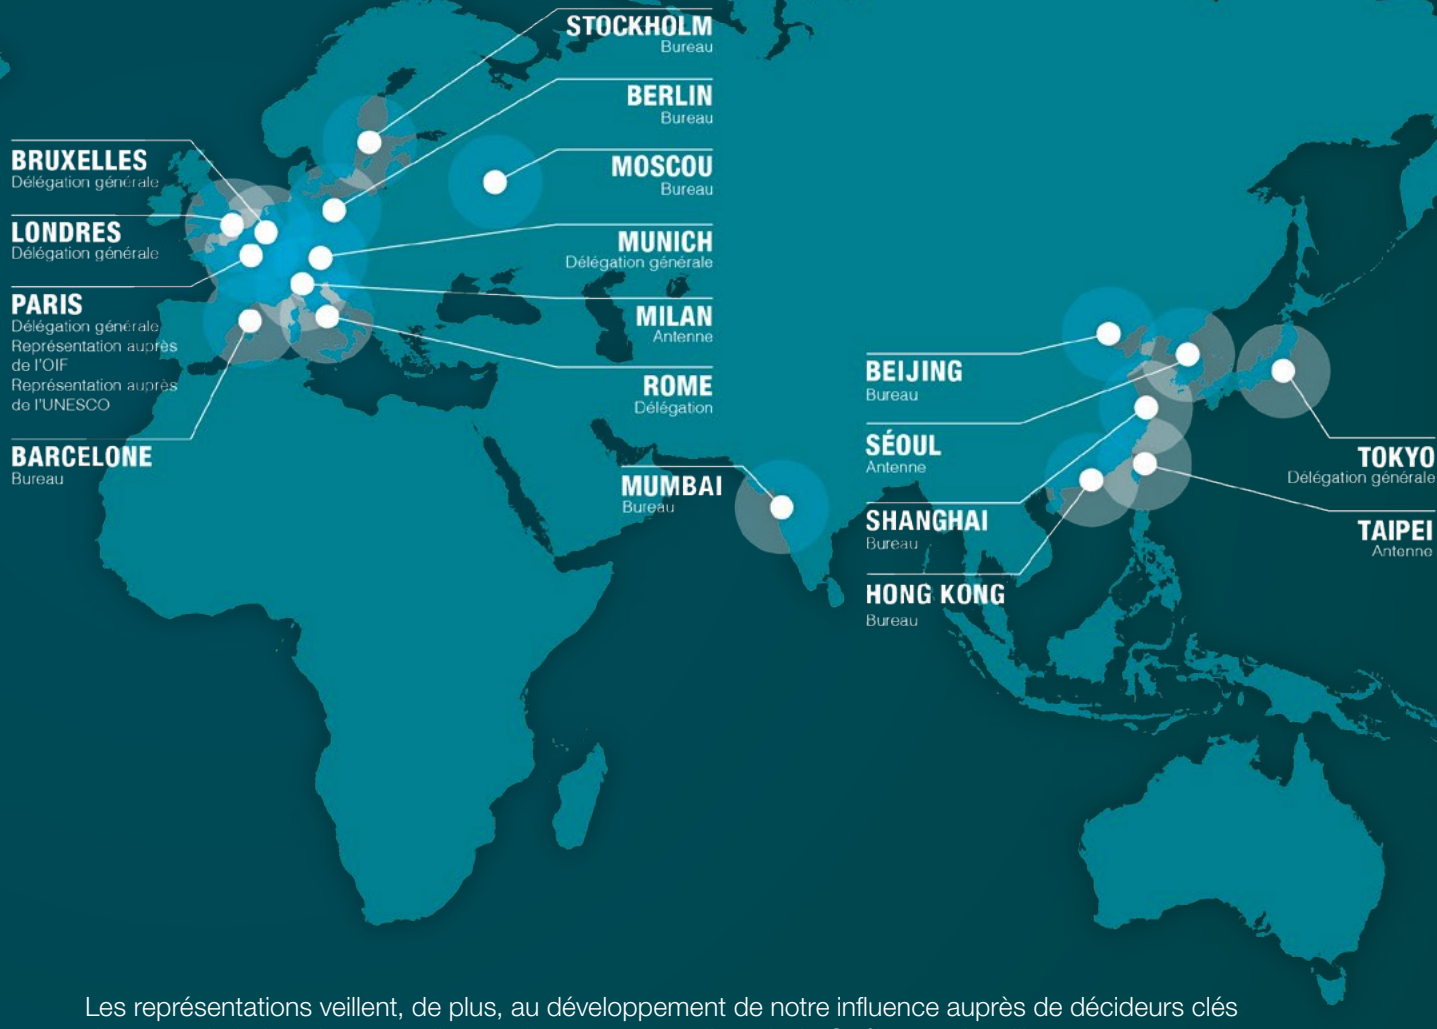 STOCKHOLM
Bureau
BERLIN
Bureau
MOSCOU
Bureau
MUNICH
Délégation générale
MILAN
Antenne
ROME
Délégation
BRUXELLES
Délégation générale
LONDRES
Délégation générale
PARIS
Délégation générale
Représentation auprès
de l'OIF
Représentation auprès
de l'UNESCO
BARCELONE
Bureau
MUMBAI
Bureau
BEIJING
Bureau
SÉOUL
Antenne
SHANGHAI
Bureau
HONG KONG
Bureau
TOKYO
Délégation générale
TAIPEI
Antenne
Les représentations veillent, de plus, au développement de notre influence auprès de décideurs clés